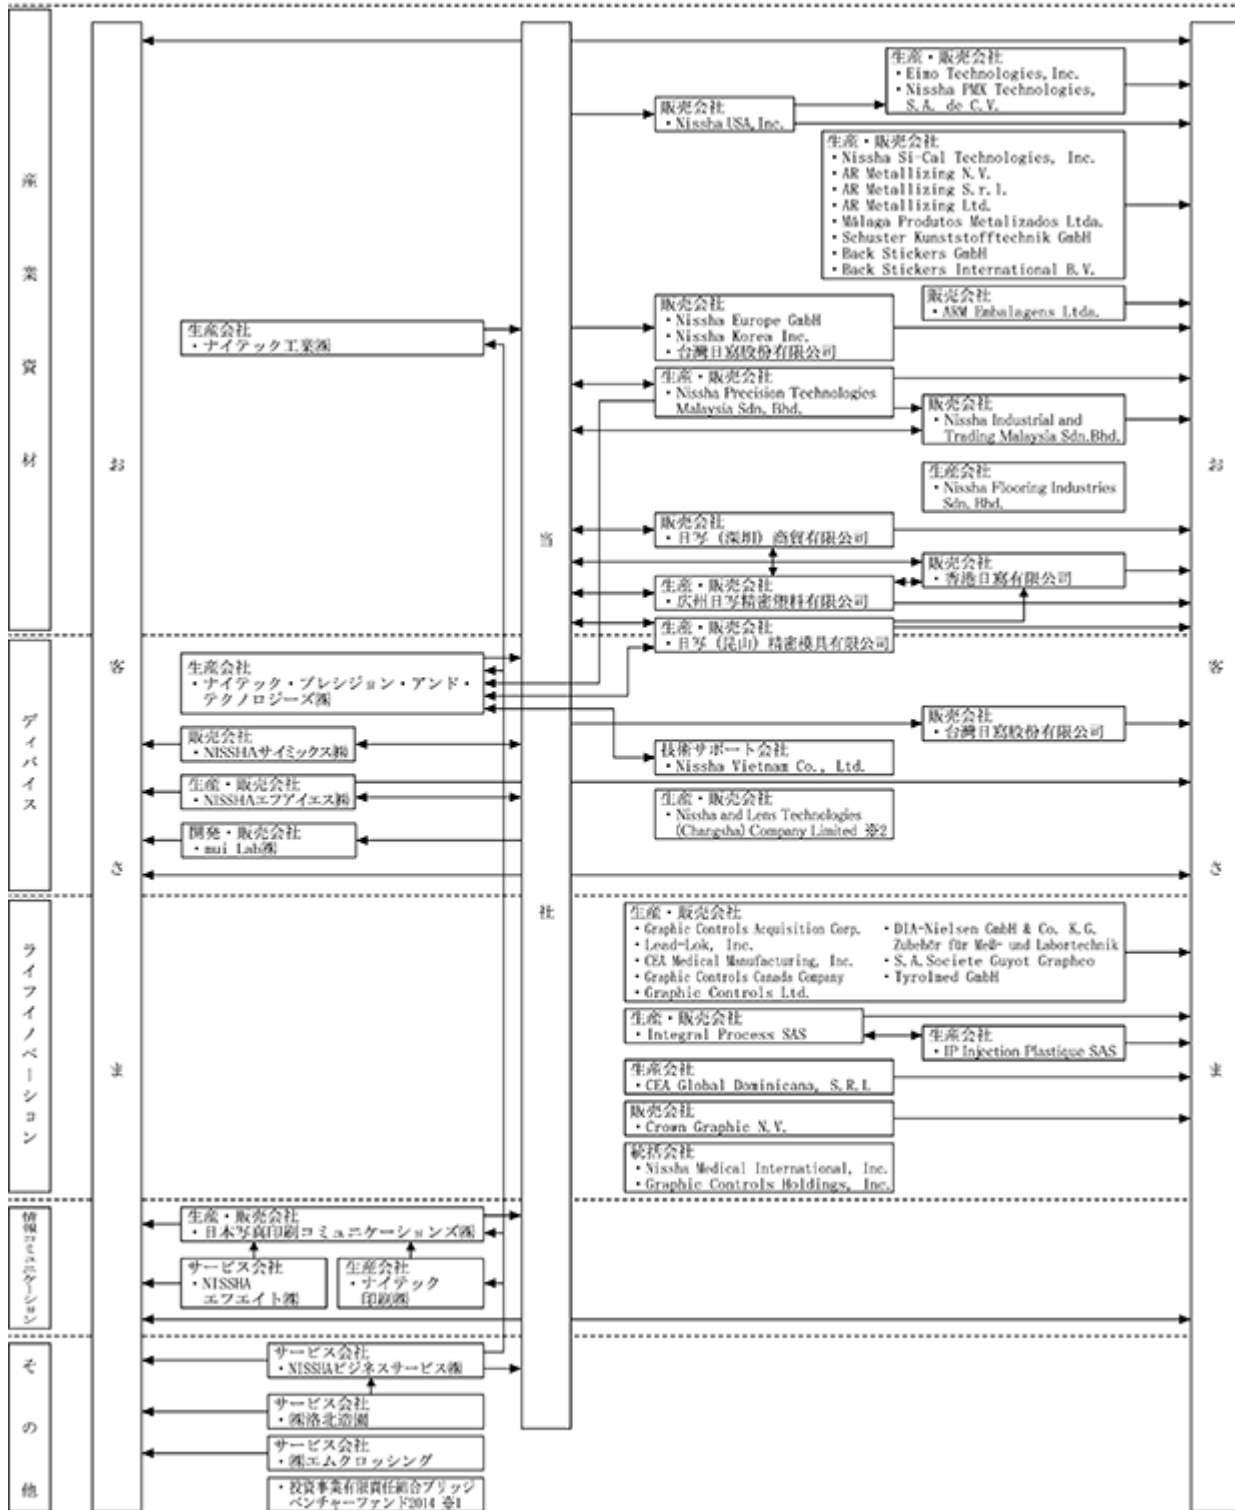 産業資材
生産・販売会社
・Eimo Technologies, Inc.
・Nissha PMX Technologies,
S.A. de C.V.
販売会社
・Nissha USA, Inc.
生産・販売会社
・Nissha Si-Cal Technologies, Inc.
・AR Metallizing N.V.
・AR Metallizing S.r.l.
・AR Metallizing Ltd.
・Málaga Produtos Metalizados Ltda.
・Schuster Kunststofftechnik GmbH
・Back Stickers GmbH
・Back Stickers International B.V.
販売会社
・ARM Embalagens Ltda.
販売会社
・Nissha Europe GmbH
・Nissha Korea Inc.
・台灣日寫股份有限公司
生産会社
・ナイテック工業㈱
生産・販売会社
・Nissha Precision Technologies
Malaysia Sdn. Bhd.
販売会社
・Nissha Industrial and
Trading Malaysia Sdn.Bhd.
生産会社
・Nissha Flooring Industries
Sdn. Bhd.
販売会社
・日写（深圳）商貿有限公司
販売会社
・香港日寫有限公司
生産・販売会社
・広州日写精密塑料有限公司
生産・販売会社
・日写（昆山）精密模具有限公司
お客さま
当社
お客さま
ディバイス
生産会社
・ナイテック・プレシジョン・アンド・
テクノロジーズ㈱
販売会社
・NISSHAサイミックス㈱
販売会社
・台灣日寫股份有限公司
技術サポート会社
・Nissha Vietnam Co., Ltd.
生産・販売会社
・NISSHAエフアイエス㈱
生産・販売会社
・Nissha and Lens Technologies
(Changsha) Company Limited ※2
開発・販売会社
・mui Lab㈱
ライフイノベーション
生産・販売会社
・Graphic Controls Acquisition Corp.
・Lead-Lok, Inc.
・CEA Medical Manufacturing, Inc.
・Graphic Controls Canada Company
・Graphic Controls Ltd.
・DIA-Nielsen GmbH & Co. K.G.
Zubehör für Meß- und Labortechnik
・S.A.Societe Guyot Graphco
・Tyrolmed GmbH
生産・販売会社
・Integral Process SAS
生産会社
・IP Injection Plastique SAS
生産会社
・CEA Global Dominicana, S.R.L
販売会社
・Crown Graphic N.V.
統括会社
・Nissha Medical International, Inc.
・Graphic Controls Holdings, Inc.
情報コミュニケーション
生産・販売会社
・日本写真印刷コミュニケーションズ㈱
サービス会社
・NISSHA
エフエイト㈱
生産会社
・ナイテック
印刷㈱
その他
サービス会社
・NISSHAビジネスサービス㈱
サービス会社
・㈱洛北造園
サービス会社
・㈱エムクロッシング
・投資事業有限責任組合ブリッジ
ベンチャーファンド2014 ※1